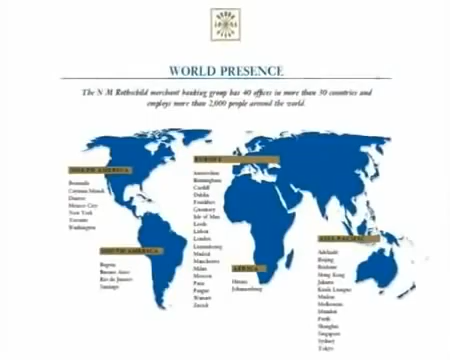 WORLD PRESENCE
The N M Rothschild merchant banking group has 40 offices in more than 30 countries and
employs more than 2,000 people around the world.
NORTH AMERICA
Bermuda
Cayman Islands
Denver
Mexico City
New York
Toronto
Washington
SOUTH AMERICA
Bogota
Buenos Aires
Rio de Janeiro
Santiago
EUROPE
Amsterdam
Birmingham
Cardiff
Dublin
Frankfurt
Guernsey
Isle of Man
Leeds
Lisbon
London
Luxembourg
Madrid
Manchester
Milan
Moscow
Paris
Prague
Warsaw
Zurich
AFRICA
Harare
Johannesburg
ASIA-PACIFIC
Adelaide
Beijing
Brisbane
Hong Kong
Jakarta
Kuala Lumpur
Manila
Melbourne
Mumbai
Perth
Shanghai
Singapore
Sydney
Tokyo